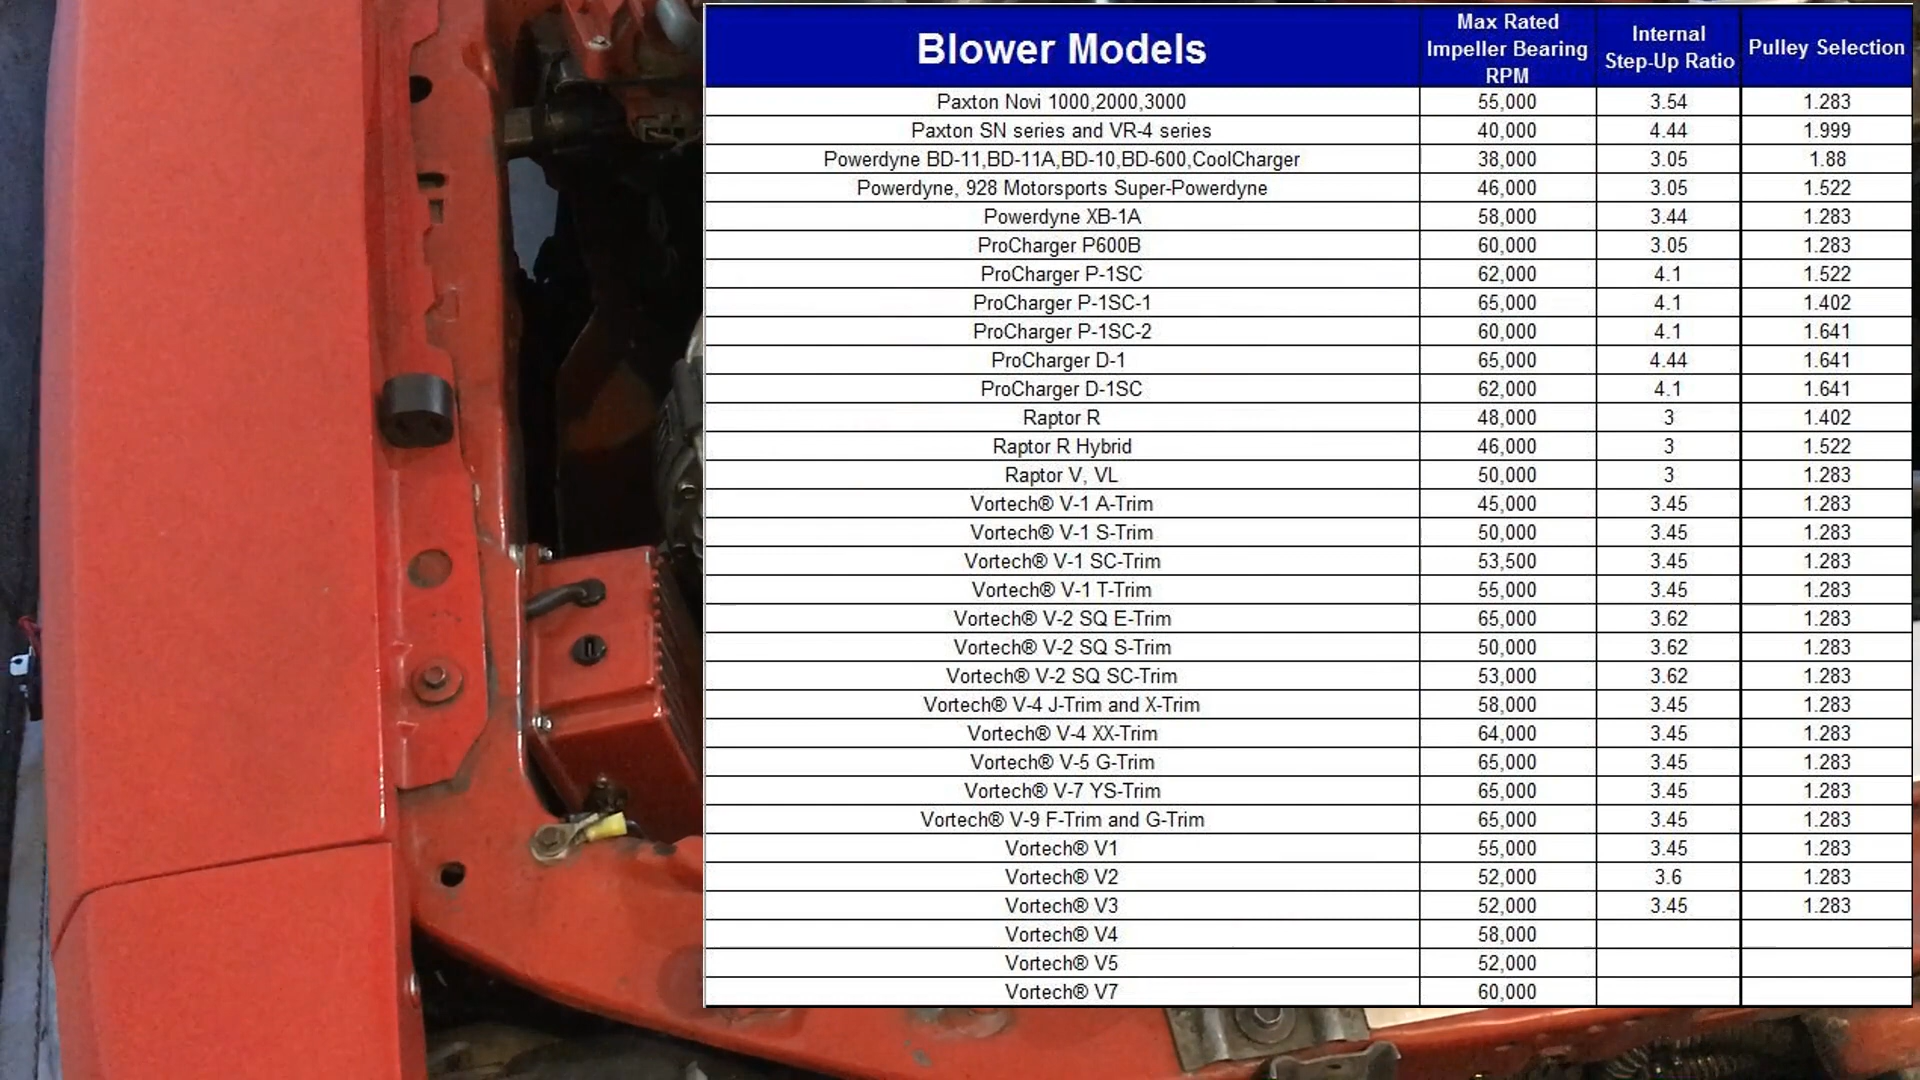 Blower Models Max Rated Impeller Bearing RPM Internal Step-Up Ratio Pulley Selection
Paxton Novi 1000,2000,3000 55,000 3.54 1.283
Paxton SN series and VR-4 series 40,000 4.44 1.999
Powerdyne BD-11,BD-11A,BD-10,BD-600,CoolCharger 38,000 3.05 1.88
Powerdyne, 928 Motorsports Super-Powerdyne 46,000 3.05 1.522
Powerdyne XB-1A 58,000 3.44 1.283
ProCharger P600B 60,000 3.05 1.283
ProCharger P-1SC 62,000 4.1 1.522
ProCharger P-1SC-1 65,000 4.1 1.402
ProCharger P-1SC-2 60,000 4.1 1.641
ProCharger D-1 65,000 4.44 1.641
ProCharger D-1SC 62,000 4.1 1.641
Raptor R 48,000 3 1.402
Raptor R Hybrid 46,000 3 1.522
Raptor V, VL 50,000 3 1.283
Vortech® V-1 A-Trim 45,000 3.45 1.283
Vortech® V-1 S-Trim 50,000 3.45 1.283
Vortech® V-1 SC-Trim 53,500 3.45 1.283
Vortech® V-1 T-Trim 55,000 3.45 1.283
Vortech® V-2 SQ E-Trim 65,000 3.62 1.283
Vortech® V-2 SQ S-Trim 50,000 3.62 1.283
Vortech® V-2 SQ SC-Trim 53,000 3.62 1.283
Vortech® V-4 J-Trim and X-Trim 58,000 3.45 1.283
Vortech® V-4 XX-Trim 64,000 3.45 1.283
Vortech® V-5 G-Trim 65,000 3.45 1.283
Vortech® V-7 YS-Trim 65,000 3.45 1.283
Vortech® V-9 F-Trim and G-Trim 65,000 3.45 1.283
Vortech® V1 55,000 3.45 1.283
Vortech® V2 52,000 3.6 1.283
Vortech® V3 52,000 3.45 1.283
Vortech® V4 58,000
Vortech® V5 52,000
Vortech® V7 60,000